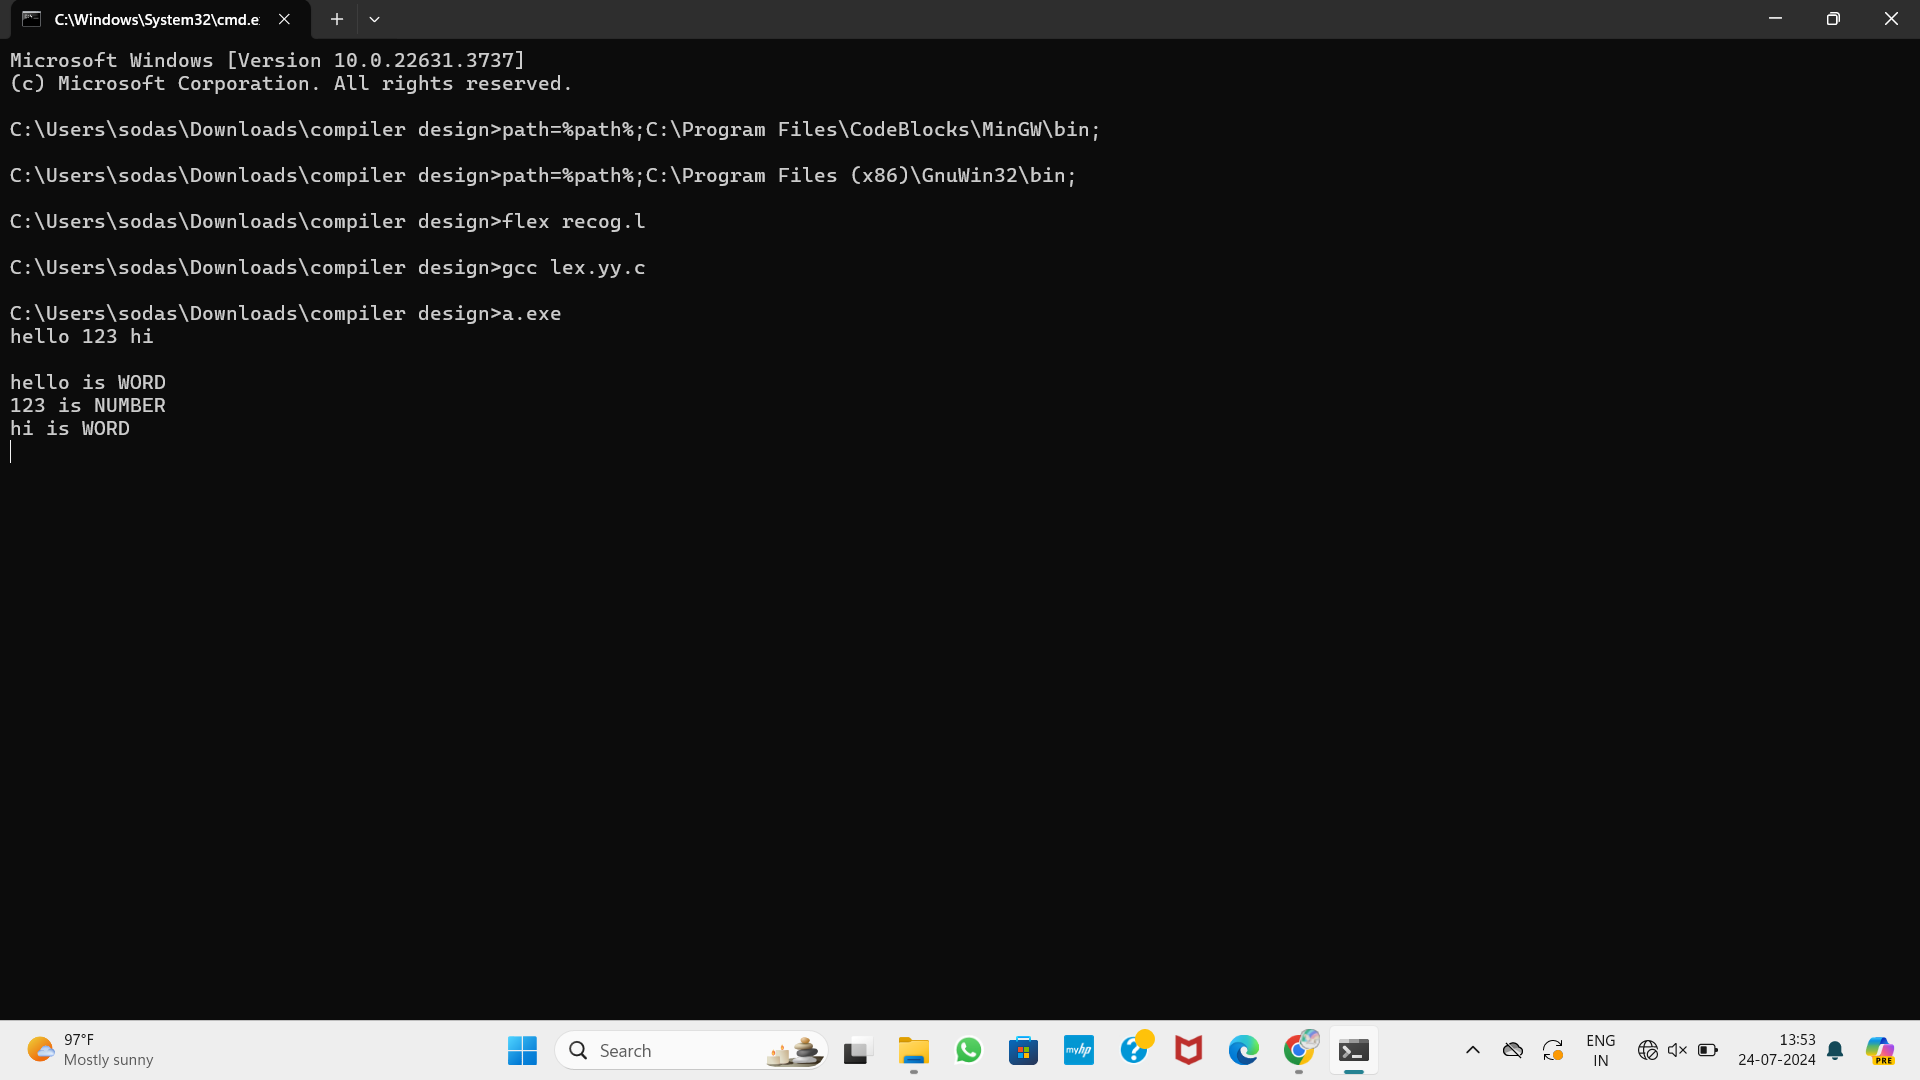 C:\Windows\System32\cmd.e
Microsoft Windows [Version 10.0.22631.3737]
(c) Microsoft Corporation. All rights reserved.
C:\Users\sodas\Downloads\compiler design>path=%path%;C:\Program Files\CodeBlocks\MinGW\bin;
C:\Users\sodas\Downloads\compiler design>path=%path%;C:\Program Files (x86)\GnuWin32\bin;
C:\Users\sodas\Downloads\compiler design>flex recog.l
C:\Users\sodas\Downloads\compiler design>gcc lex.yy.c
C:\Users\sodas\Downloads\compiler design>a.exe
hello 123 hi
hello is WORD
123 is NUMBER
hi is WORD
97°F
Mostly sunny
Search
myhp
ENG
IN
13:53
24-07-2024
PRE